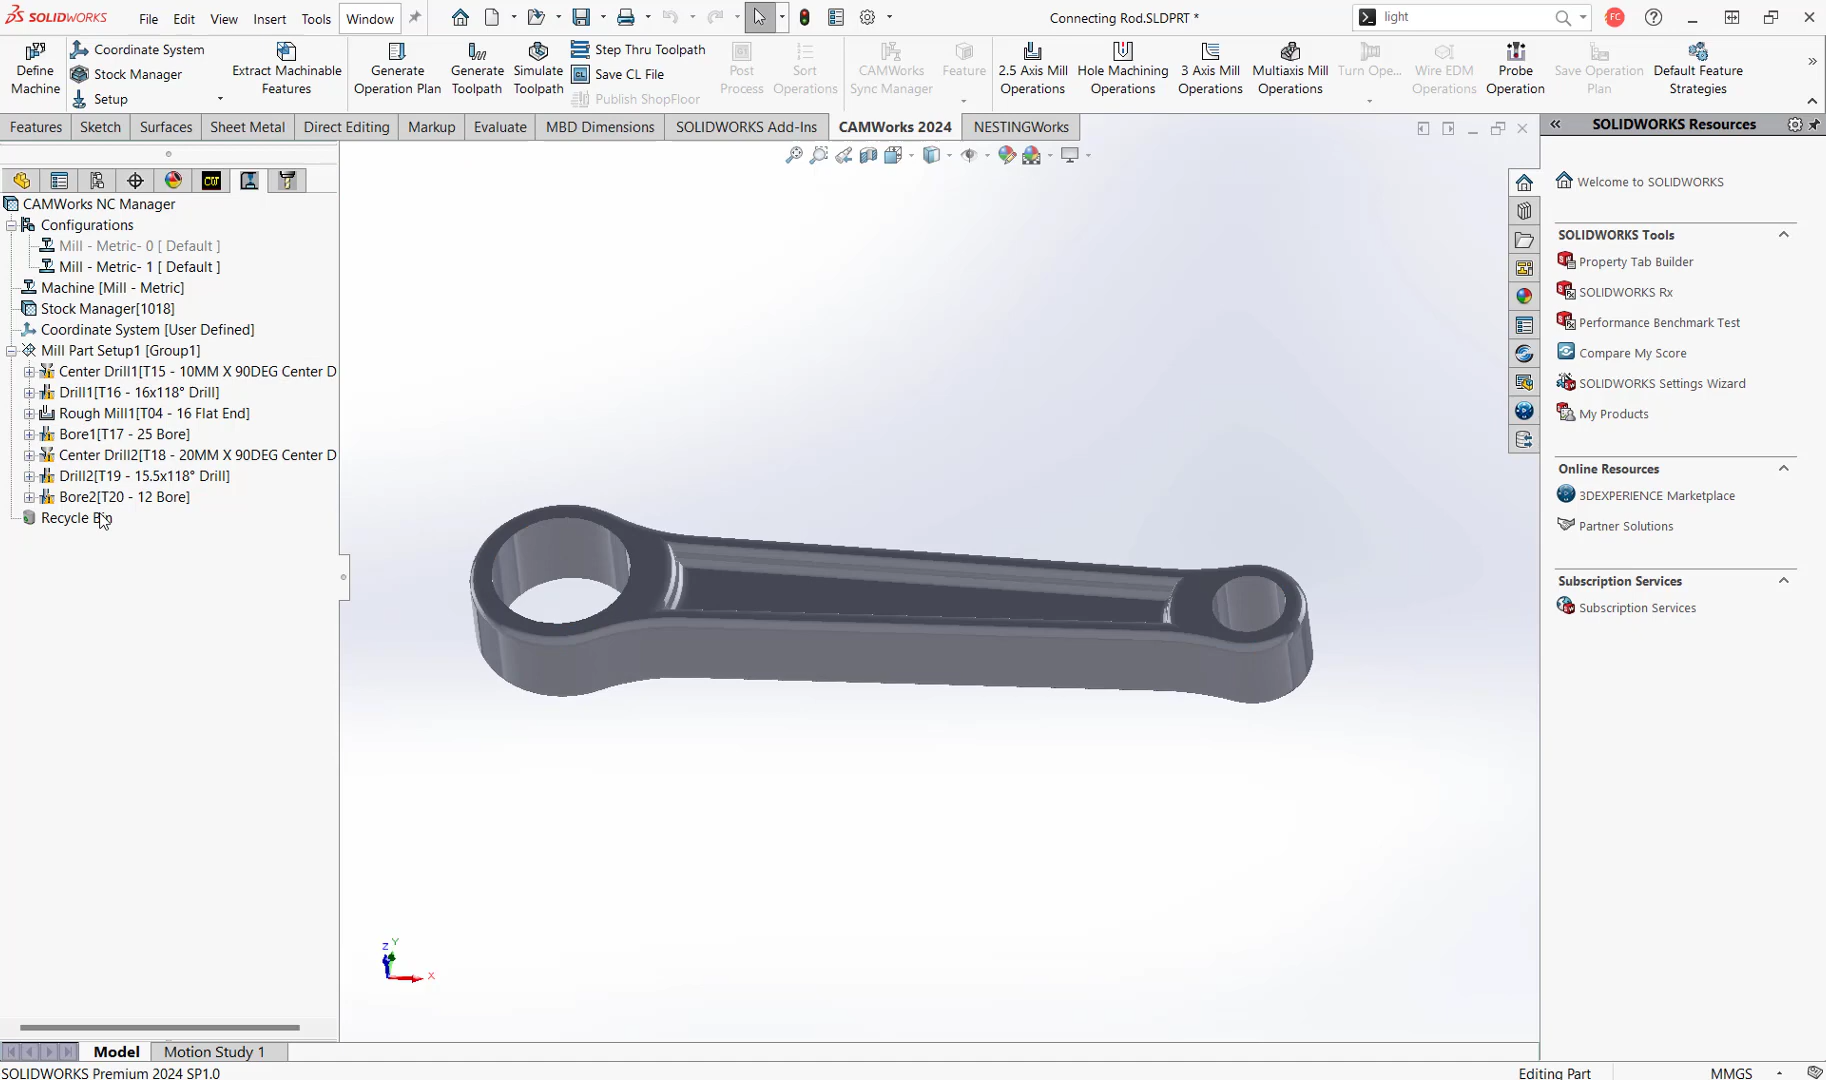 SOLIDWORKS File Edit View Insert Tools Window
Connecting Rod.SLDPRT *
light
FC
Define Machine
Coordinate System
Stock Manager
Setup
Extract Machinable Features
Generate Operation Plan
Generate Toolpath
Simulate Toolpath
Step Thru Toolpath
Save CL File
Publish ShopFloor
Post Process
Sort Operations
CAMWorks Sync Manager
Feature
2.5 Axis Mill Operations
Hole Machining Operations
3 Axis Mill Operations
Multiaxis Mill Operations
Turn Ope...
Wire EDM Operations
Probe Operation
Save Operation Plan
Default Feature Strategies
Features Sketch Surfaces Sheet Metal Direct Editing Markup Evaluate MBD Dimensions SOLIDWORKS Add-Ins CAMWorks 2024 NESTINGWorks
CAMWorks NC Manager
Configurations
Mill - Metric- 0 [ Default ]
Mill - Metric- 1 [ Default ]
Machine [Mill - Metric]
Stock Manager[1018]
Coordinate System [User Defined]
Mill Part Setup1 [Group1]
Center Drill1[T15 - 10MM X 90DEG Center D
Drill1[T16 - 16x118° Drill]
Rough Mill1[T04 - 16 Flat End]
Bore1[T17 - 25 Bore]
Center Drill2[T18 - 20MM X 90DEG Center D
Drill2[T19 - 15.5x118° Drill]
Bore2[T20 - 12 Bore]
Recycle Bin
Z Y
X
SOLIDWORKS Resources
Welcome to SOLIDWORKS
SOLIDWORKS Tools
Property Tab Builder
SOLIDWORKS Rx
Performance Benchmark Test
Compare My Score
SOLIDWORKS Settings Wizard
My Products
Online Resources
3DEXPERIENCE Marketplace
Partner Solutions
Subscription Services
Subscription Services
Model Motion Study 1
SOLIDWORKS Premium 2024 SP1.0
Editing Part
MMGS